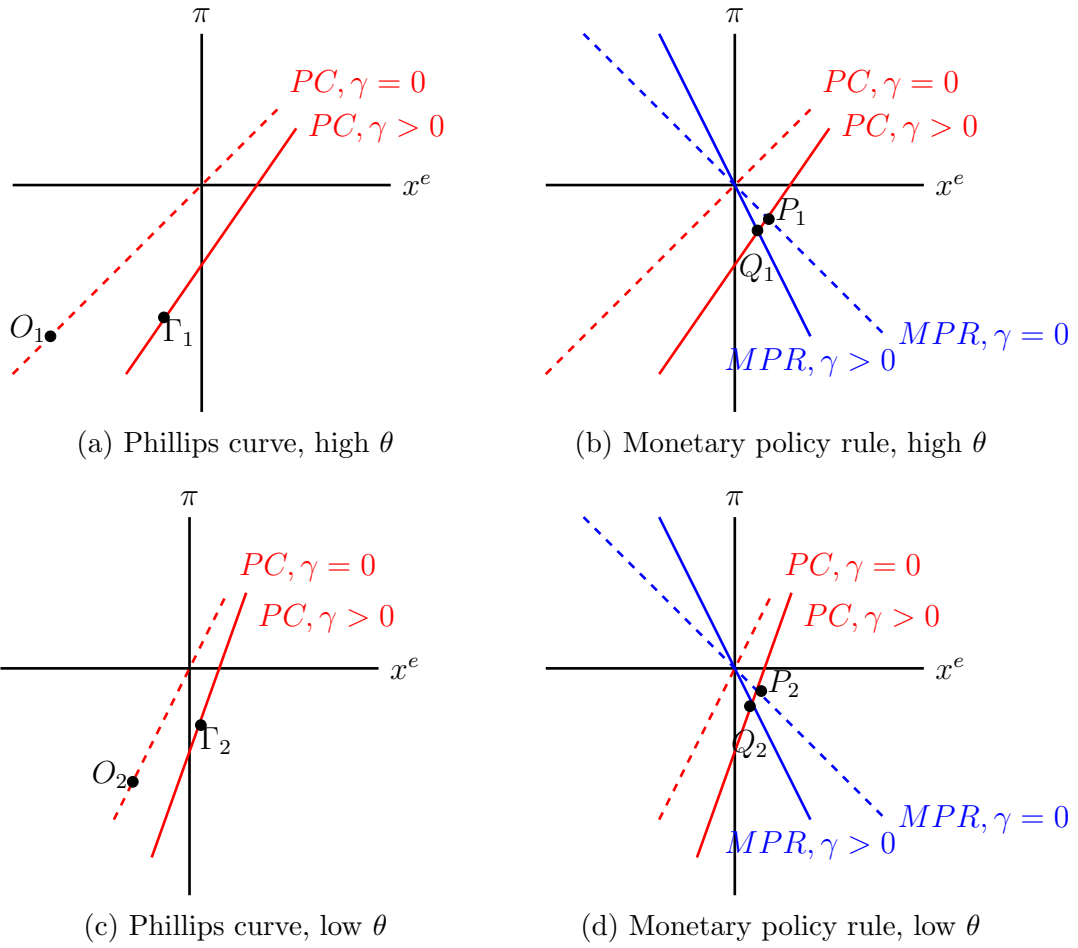 π
PC, γ = 0
PC, γ > 0
x^e
O₁
Γ₁
(a) Phillips curve, high θ
π
PC, γ = 0
PC, γ > 0
x^e
P₁
Q₁
MPR, γ = 0
MPR, γ > 0
(b) Monetary policy rule, high θ
π
PC, γ = 0
PC, γ > 0
x^e
Γ₂
O₂
(c) Phillips curve, low θ
π
PC, γ = 0
PC, γ > 0
x^e
P₂
Q₂
MPR, γ = 0
MPR, γ > 0
(d) Monetary policy rule, low θ